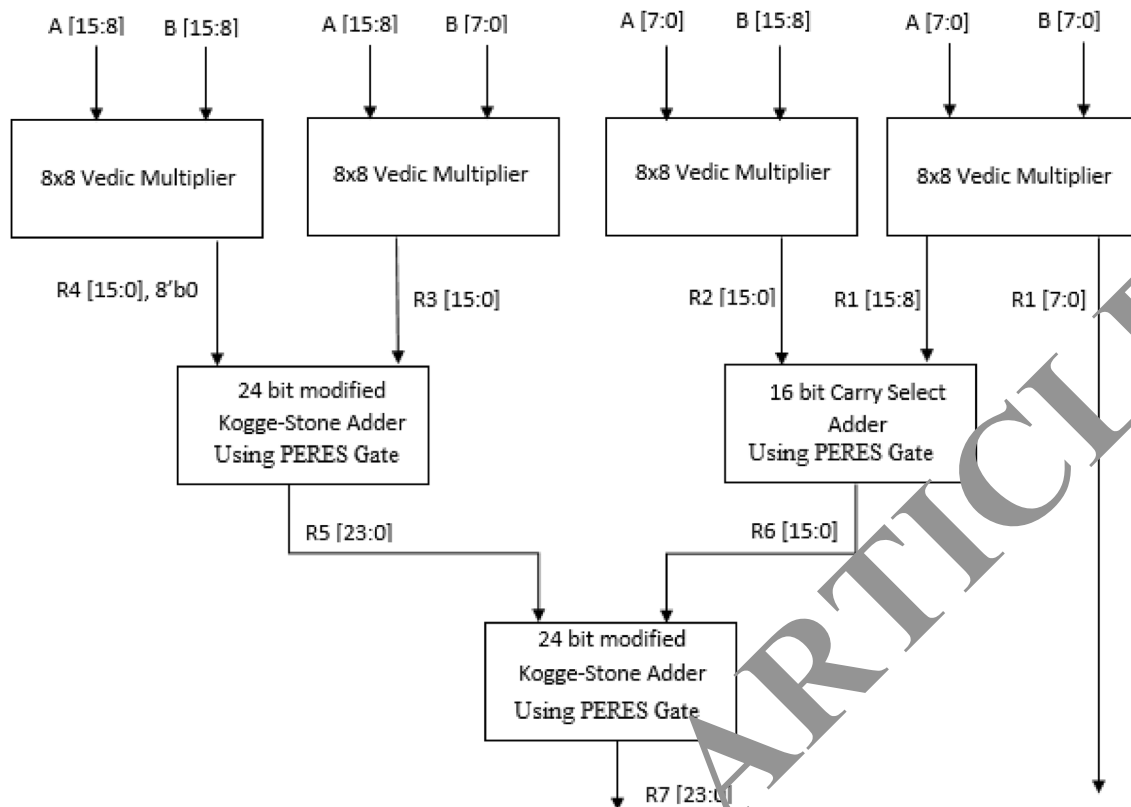 A [15:8] B [15:8] A [15:8] B [7:0] A [7:0] B [15:8] A [7:0] B [7:0]
8x8 Vedic Multiplier 8x8 Vedic Multiplier 8x8 Vedic Multiplier 8x8 Vedic Multiplier
R4 [15:0], 8'b0 R3 [15:0] R2 [15:0] R1 [15:8] R1 [7:0]
24 bit modified
Kogge-Stone Adder
Using PERES Gate
16 bit Carry Select
Adder
Using PERES Gate
R5 [23:0] R6 [15:0]
24 bit modified
Kogge-Stone Adder
Using PERES Gate
R7 [23:0]